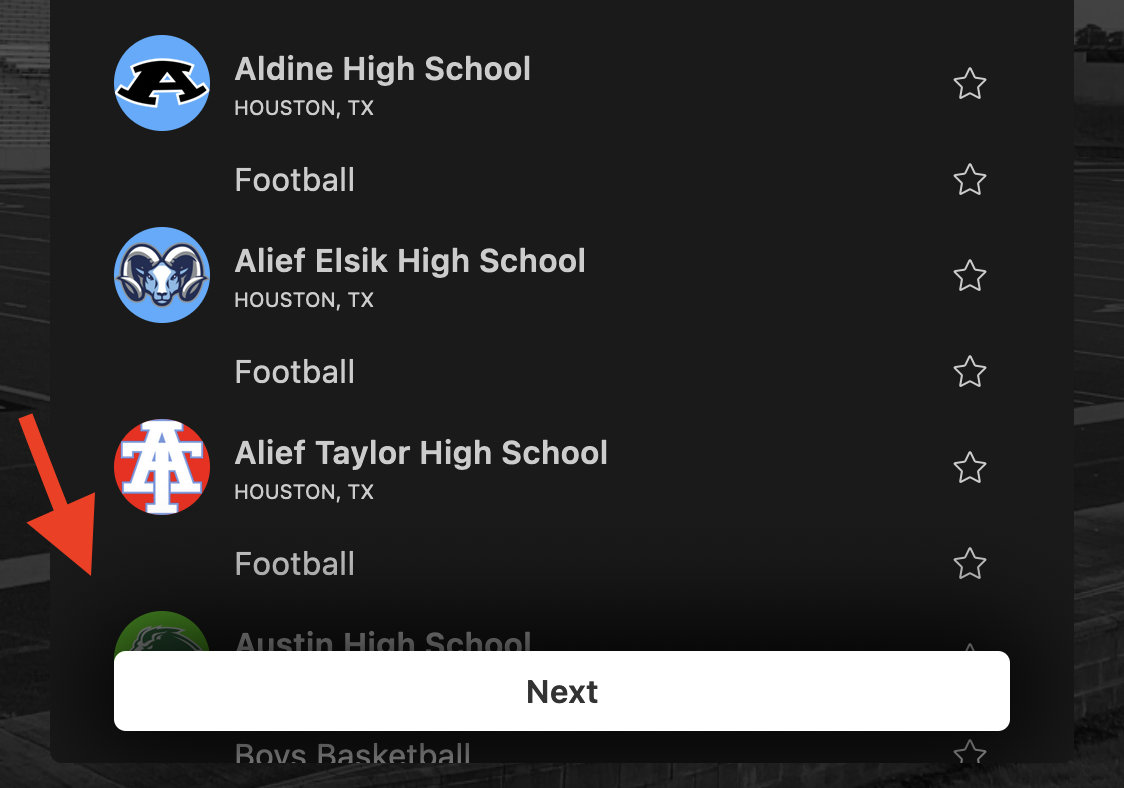 Aldine High School
HOUSTON, TX
Football
Alief Elsik High School
HOUSTON, TX
Football
Alief Taylor High School
HOUSTON, TX
Football
Austin High School
Next
Boys Basketball